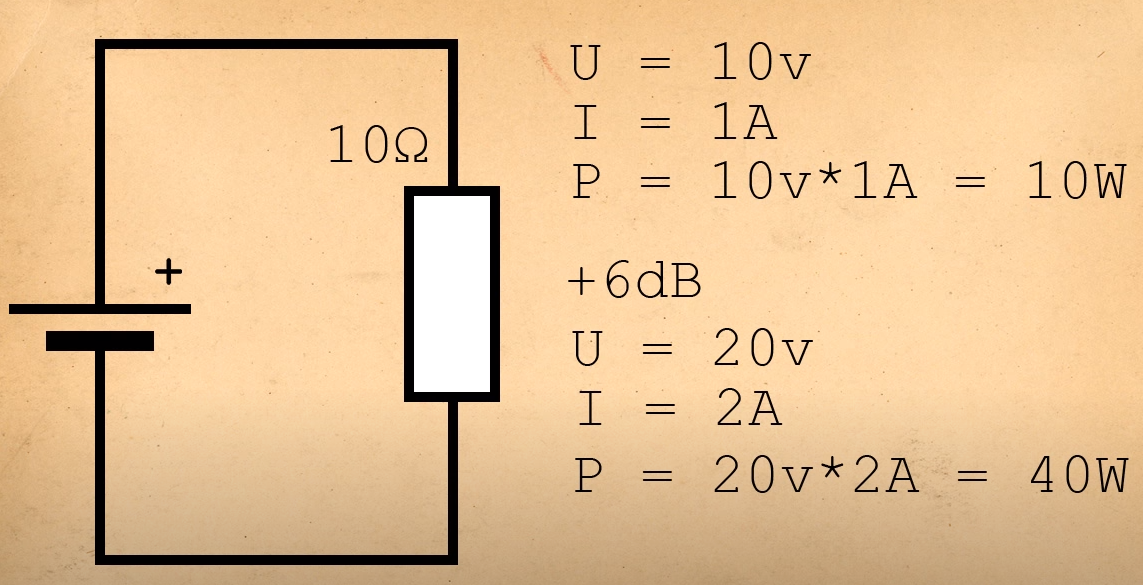 U = 10v
I = 1A
10Ω
P = 10v*1A = 10W
+
+6dB
U = 20v
I = 2A
P = 20v*2A = 40W